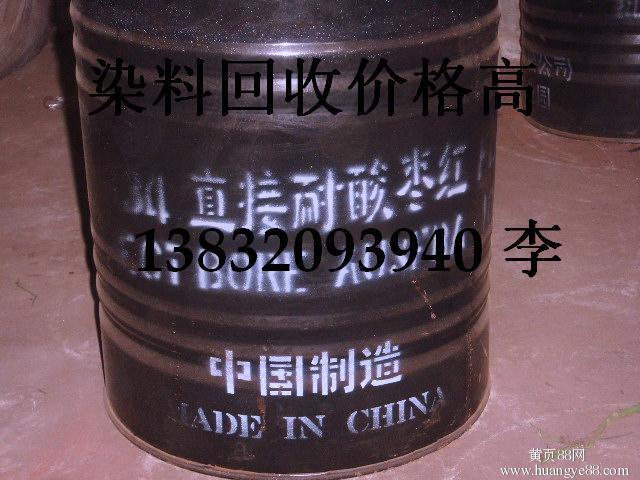 染料回收价格高
直接耐酸枣红
13832093940 李
中国制造
MADE IN CHINA
黄页88网
www.huangye88.com